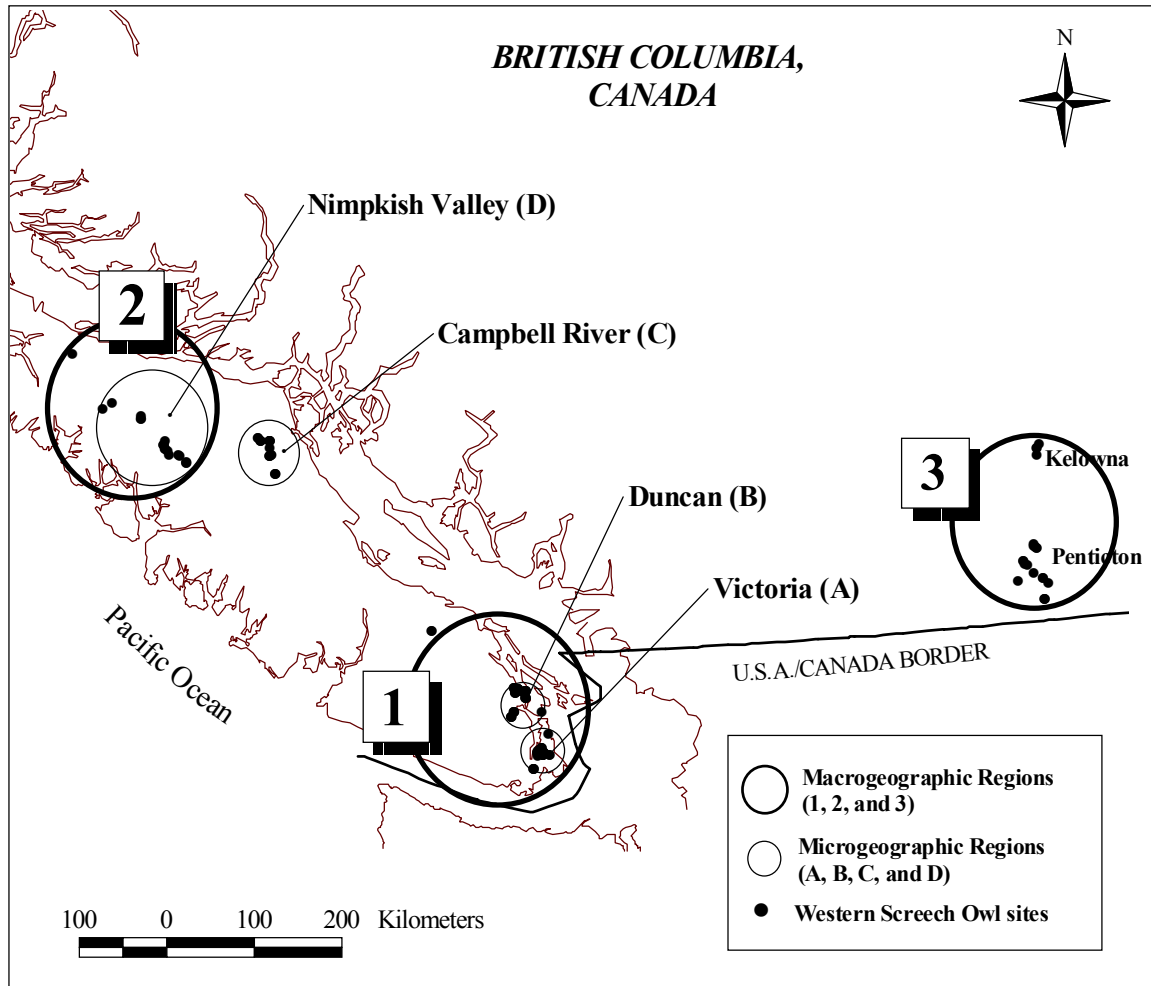 BRITISH COLUMBIA,
CANADA
N
Nimpkish Valley (D)
2
Campbell River (C)
3
Kelowna
Duncan (B)
Penticton
Victoria (A)
Pacific Ocean
U.S.A./CANADA BORDER
1
Macrogeographic Regions
(1, 2, and 3)
Microgeographic Regions
(A, B, C, and D)
Western Screech Owl sites
100 0 100 200 Kilometers